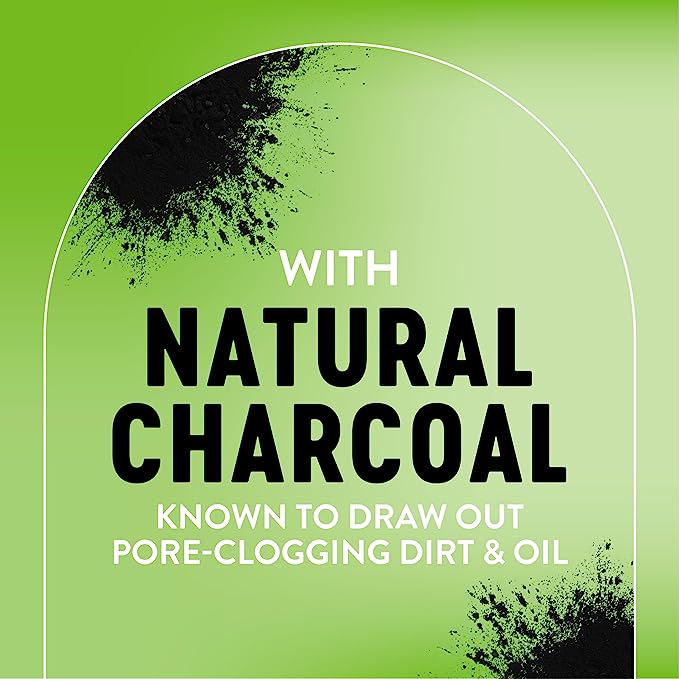 WITH
NATURAL
CHARCOAL
KNOWN TO DRAW OUT
PORE-CLOGGING DIRT & OIL